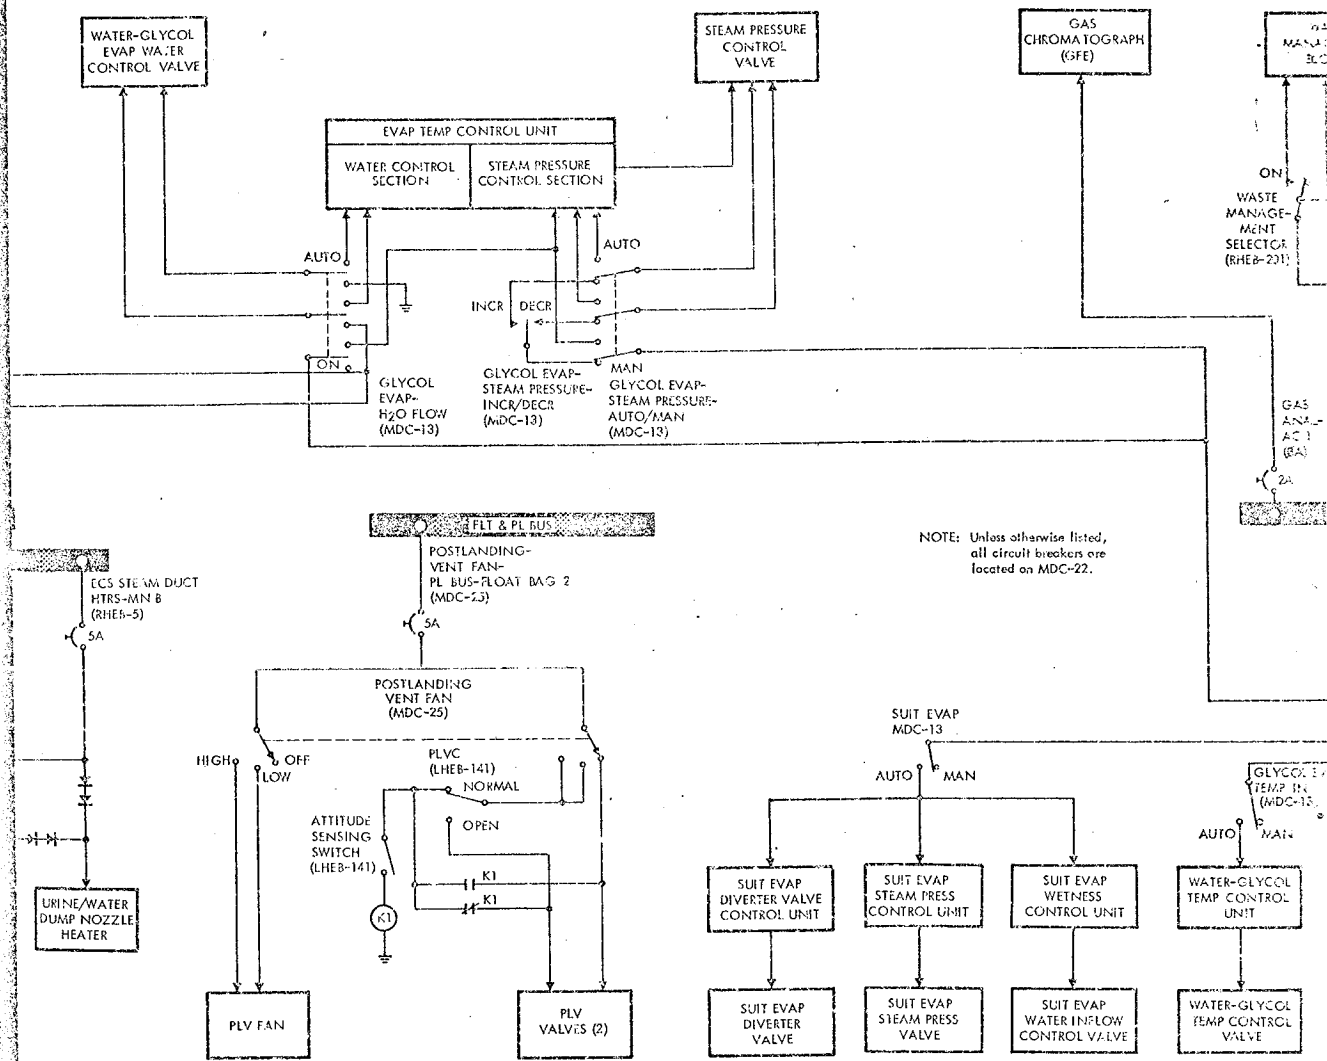 WATER-GLYCOL
EVAP WATER
CONTROL VALVE
STEAM PRESSURE
CONTROL
VALVE
GAS
CHROMATOGRAPH
(GFE)
EVAP TEMP CONTROL UNIT
WATER CONTROL
SECTION
STEAM PRESSURE
CONTROL SECTION
ON
WASTE
MANAGE-
MENT
SELECTOR
(RHEB-201)
AUTO
AUTO
INCR
DECR
ON
GLYCOL
EVAP-
H2O FLOW
(MDC-13)
GLYCOL EVAP-
STEAM PRESSURE-
INCR/DECR
(MDC-13)
MAN
GLYCOL EVAP-
STEAM PRESSURE-
AUTO/MAN
(MDC-13)
GAS
ANAL-
AC
2A
FLT & PL BUS
POSTLANDING-
VENT FAN-
PL BUS-FLOAT BAG 2
5A
NOTE: Unless otherwise listed,
all circuit breakers are
located on MDC-22.
ECS STEAM DUCT
HTRS-MN B
(RHEB-5)
5A
POSTLANDING
VENT FAN
(MDC-25)
HIGH
OFF
LOW
PLVC
(LHEB-141)
NORMAL
OPEN
ATTITUDE
SENSING
SWITCH
(LHEB-141)
K1
K1
K1
SUIT EVAP
MDC-13
AUTO
MAN
GLYCOL
TEMP IN
AUTO
MAN
URINE/WATER
DUMP NOZZLE
HEATER
SUIT EVAP
DIVERTER VALVE
CONTROL UNIT
SUIT EVAP
STEAM PRESS
CONTROL UNIT
SUIT EVAP
WETNESS
CONTROL UNIT
WATER-GLYCOL
TEMP CONTROL
UNIT
PLV FAN
PLV
VALVES (2)
SUIT EVAP
DIVERTER
VALVE
SUIT EVAP
STEAM PRESS
VALVE
SUIT EVAP
WATER INFLOW
CONTROL VALVE
WATER-GLYCOL
TEMP CONTROL
VALVE